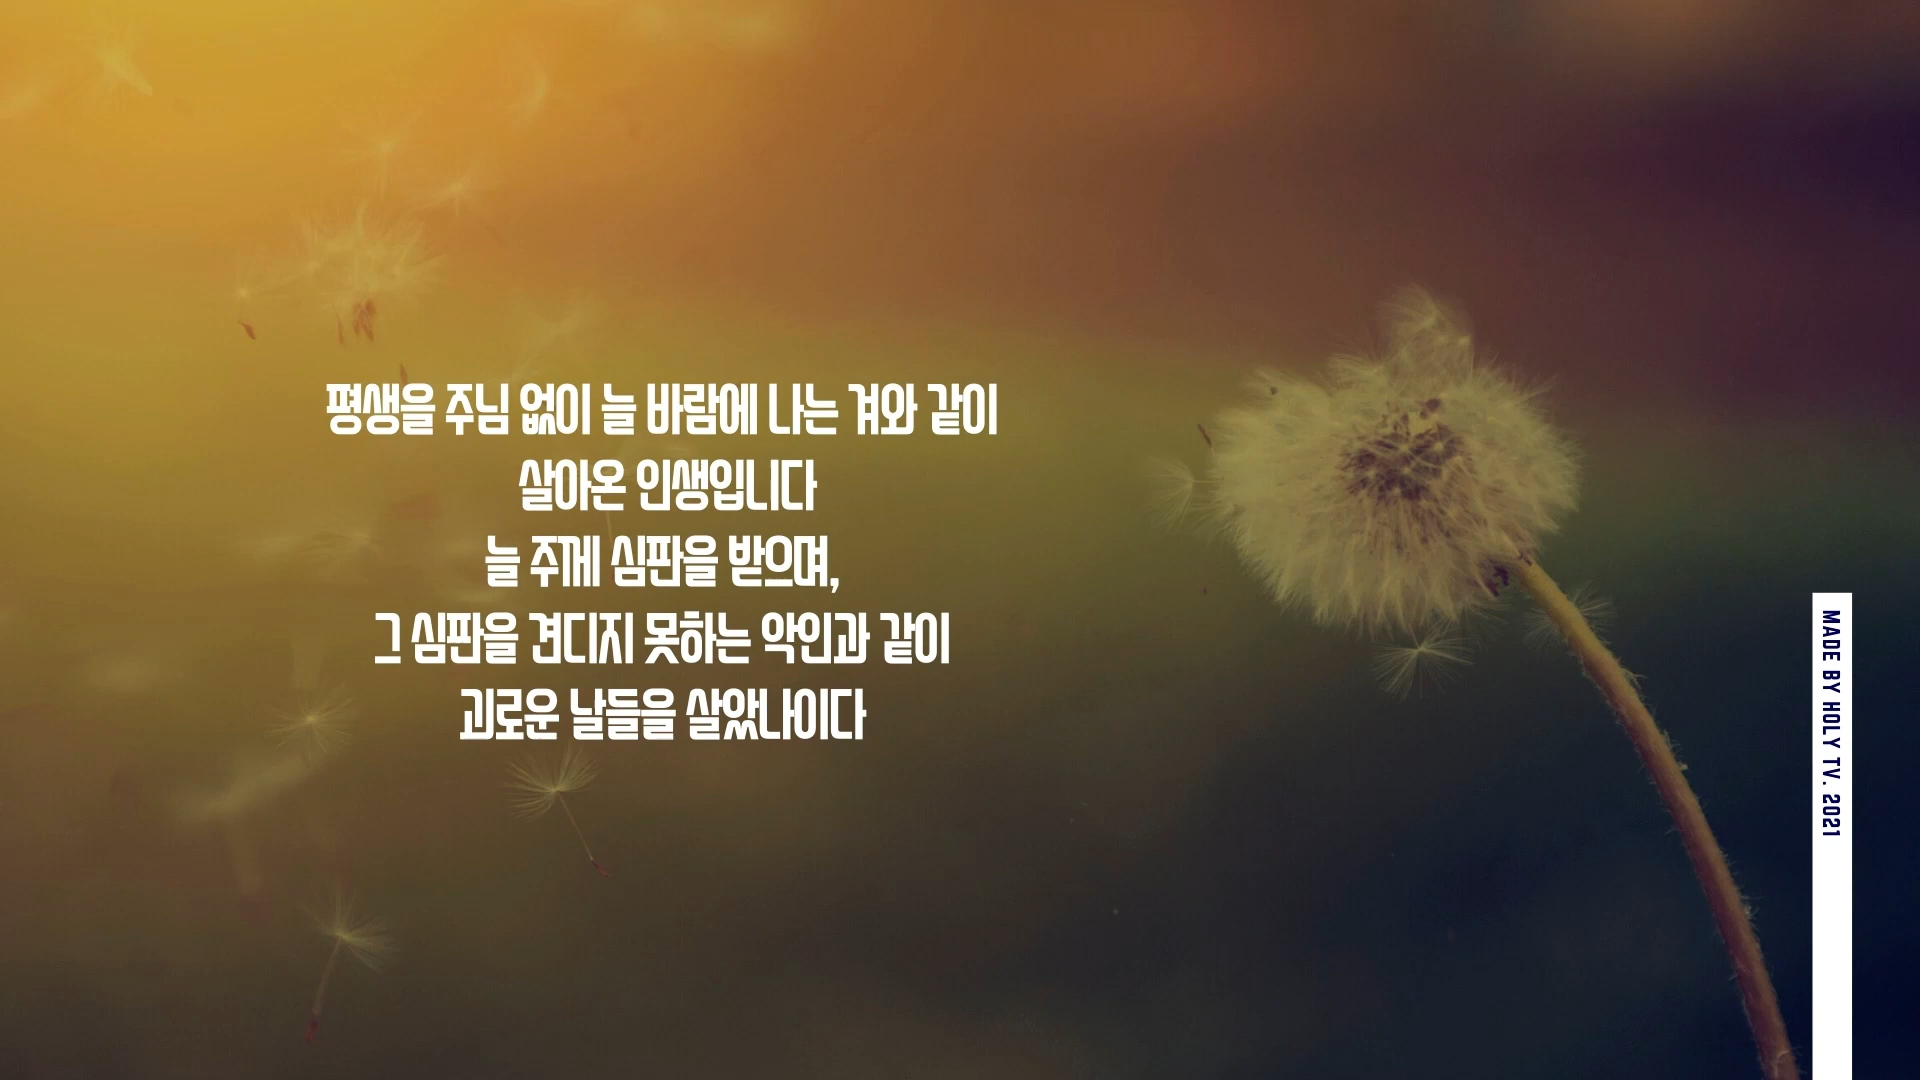 평생을 주님 없이 늘 바람에 나는 겨와 같이
살아온 인생입니다
늘 주께 심판을 받으며,
그 심판을 견디지 못하는 악인과 같이
괴로운 날들을 살았나이다
MADE BY HOLY TV. 2021